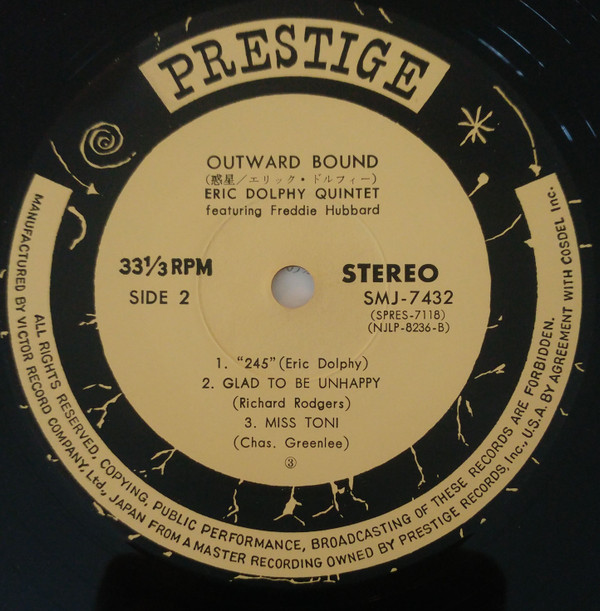 PRESTIGE
OUTWARD BOUND
(惑星/エリック・ドルフィー)
ERIC DOLPHY QUINTET
featuring Freddie Hubbard
33 1/3 RPM
SIDE 2
STEREO
SMJ-7432
(SPRES-7118)
(NJLP-8236-B)
1. "245" (Eric Dolphy)
2. GLAD TO BE UNHAPPY
(Richard Rodgers)
3. MISS TONI
(Chas. Greenlee)
③
ALL RIGHTS RESERVED, COPYING, PUBLIC PERFORMANCE, BROADCASTING OF THESE RECORDS ARE FORBIDDEN.
MANUFACTURED BY VICTOR RECORD COMPANY, Ltd., JAPAN FROM A MASTER RECORDING OWNED BY PRESTIGE RECORDS, Inc., U.S.A. BY AGREEMENT WITH COSDEL Inc.